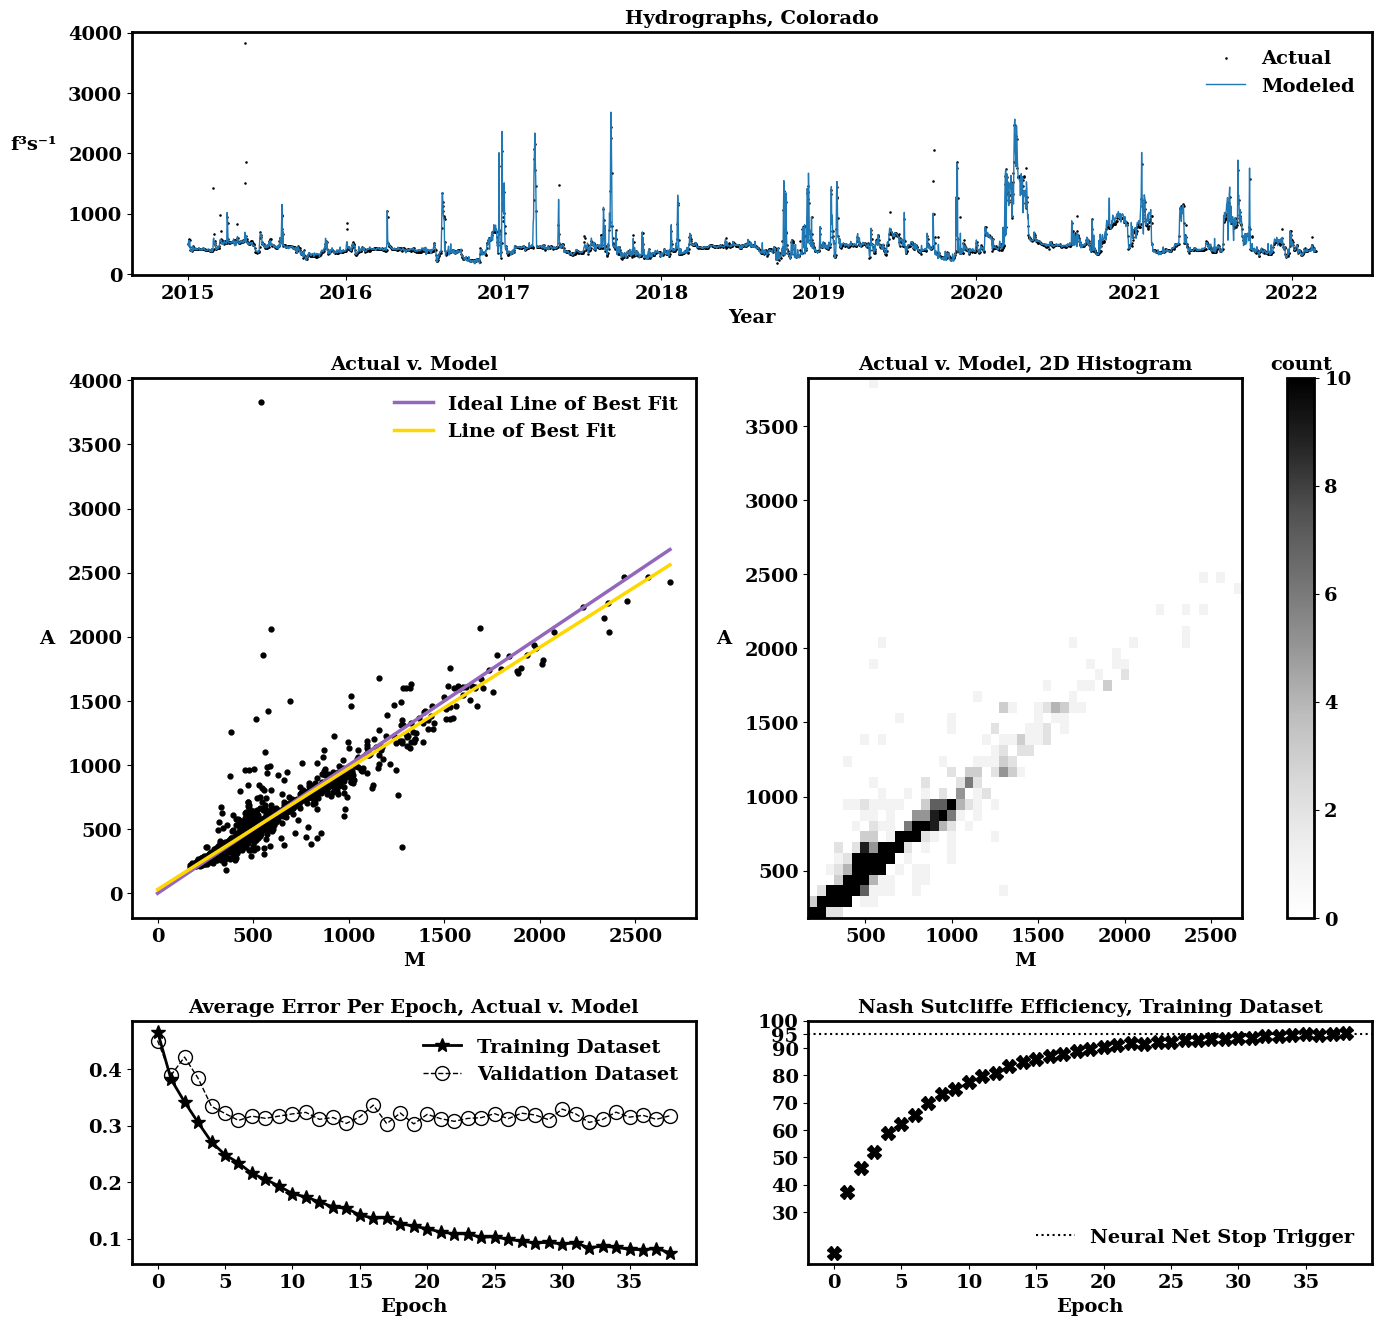 Hydrographs, Colorado
4000
3000
2000
1000
0
f³s⁻¹
Actual
Modeled
2015 2016 2017 2018 2019 2020 2021 2022
Year
Actual v. Model
4000
3500
3000
2500
2000
1500
1000
500
0
A
Ideal Line of Best Fit
Line of Best Fit
0 500 1000 1500 2000 2500
M
Actual v. Model, 2D Histogram
3500
3000
2500
2000
1500
1000
500
A
500 1000 1500 2000 2500
M
count
10
8
6
4
2
0
Average Error Per Epoch, Actual v. Model
0.4
0.3
0.2
0.1
Training Dataset
Validation Dataset
0 5 10 15 20 25 30 35
Epoch
Nash Sutcliffe Efficiency, Training Dataset
100
95
90
80
70
60
50
40
30
Neural Net Stop Trigger
0 5 10 15 20 25 30 35
Epoch